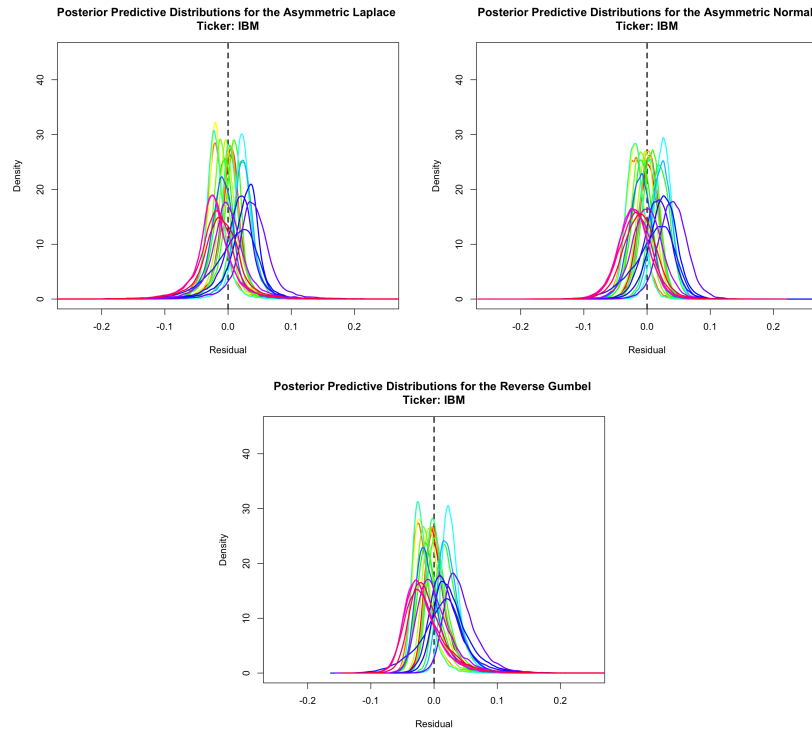 Posterior Predictive Distributions for the Asymmetric Laplace
Ticker: IBM
Density
40
30
20
10
0
-0.2 -0.1 0.0 0.1 0.2
Residual
Posterior Predictive Distributions for the Asymmetric Normal
Ticker: IBM
Density
40
30
20
10
0
-0.2 -0.1 0.0 0.1 0.2
Residual
Posterior Predictive Distributions for the Reverse Gumbel
Ticker: IBM
Density
40
30
20
10
0
-0.2 -0.1 0.0 0.1 0.2
Residual